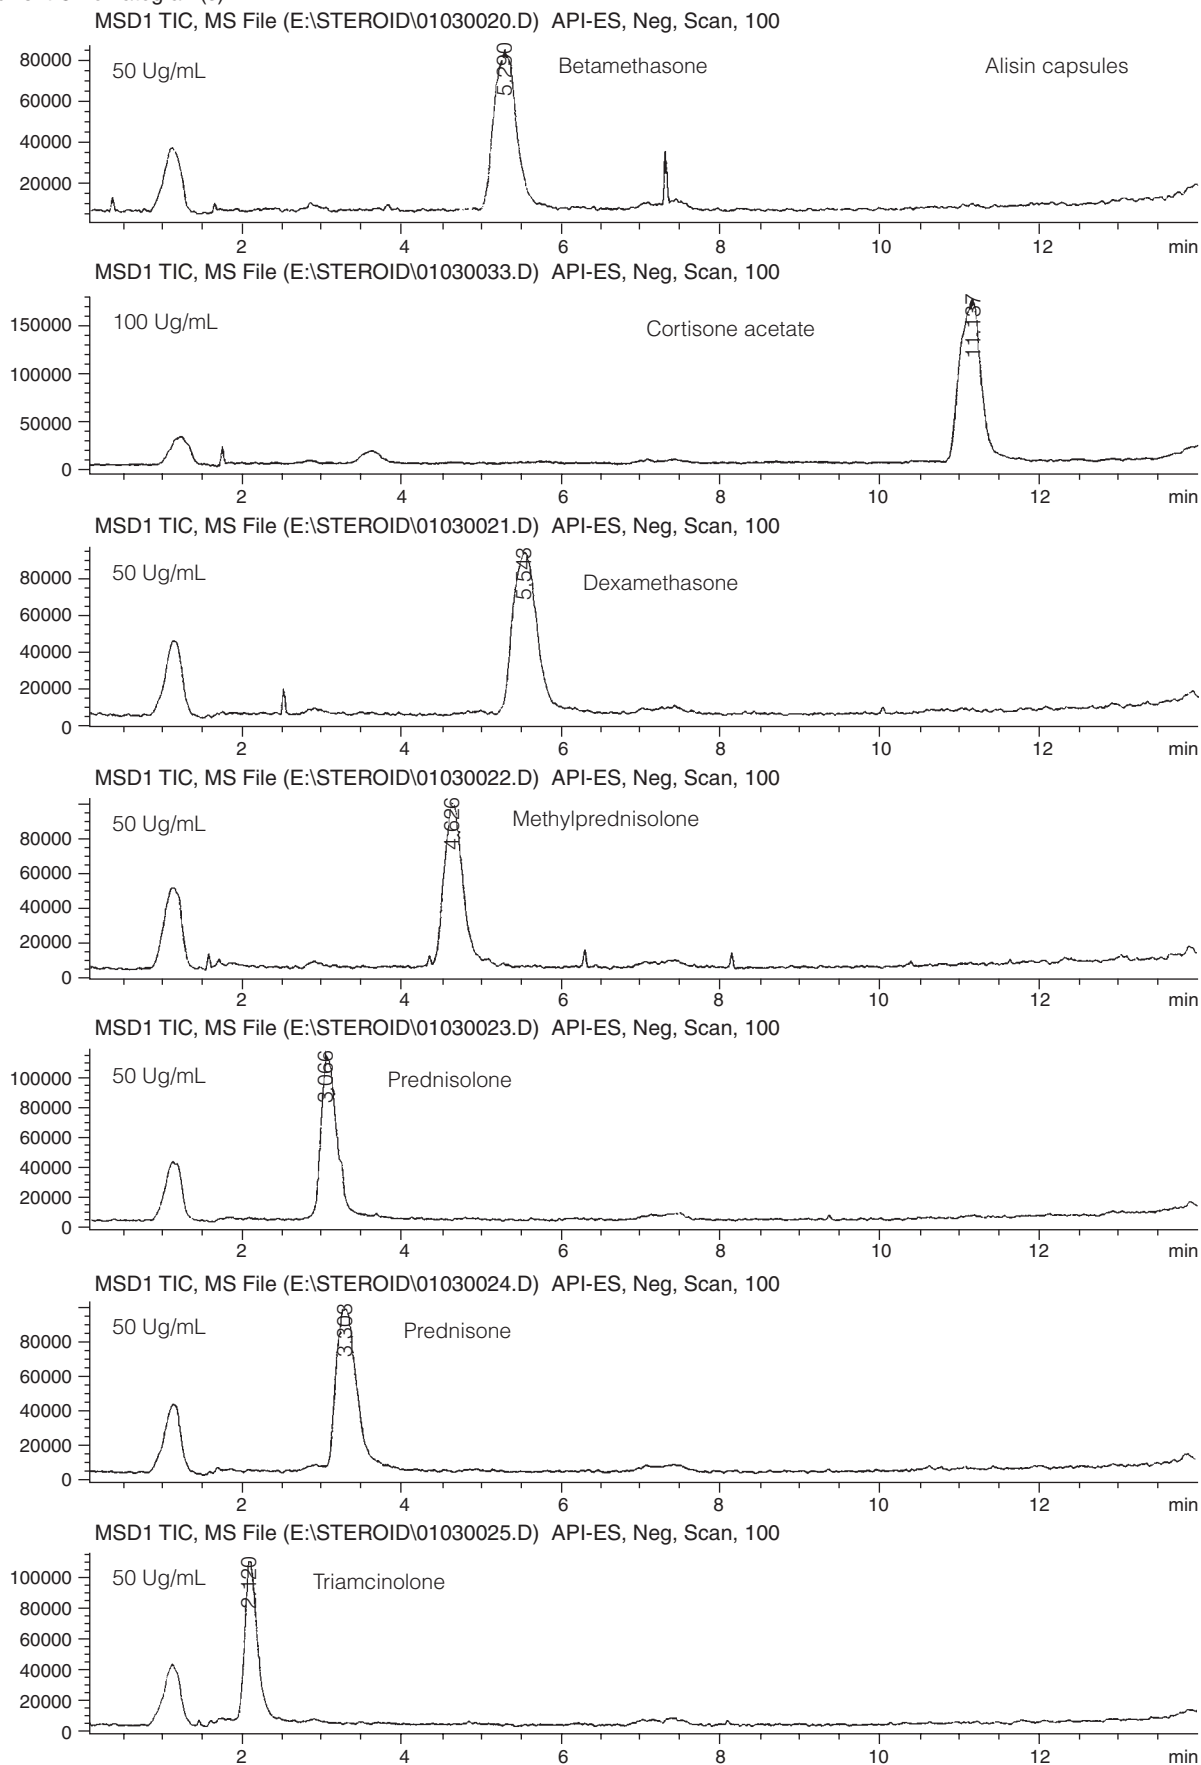 MSD1 TIC, MS File (E:\STEROID\01030020.D) API-ES, Neg, Scan, 100
50 Ug/mL
Betamethasone
Alisin capsules
5.290
80000
60000
40000
20000
2 4 6 8 10 12 min
MSD1 TIC, MS File (E:\STEROID\01030033.D) API-ES, Neg, Scan, 100
100 Ug/mL
Cortisone acetate
11.137
150000
100000
50000
0
2 4 6 8 10 12 min
MSD1 TIC, MS File (E:\STEROID\01030021.D) API-ES, Neg, Scan, 100
50 Ug/mL
Dexamethasone
5.543
80000
60000
40000
20000
0
2 4 6 8 10 12 min
MSD1 TIC, MS File (E:\STEROID\01030022.D) API-ES, Neg, Scan, 100
50 Ug/mL
Methylprednisolone
4.626
80000
60000
40000
20000
0
2 4 6 8 10 12 min
MSD1 TIC, MS File (E:\STEROID\01030023.D) API-ES, Neg, Scan, 100
50 Ug/mL
Prednisolone
3.066
100000
80000
60000
40000
20000
0
2 4 6 8 10 12 min
MSD1 TIC, MS File (E:\STEROID\01030024.D) API-ES, Neg, Scan, 100
50 Ug/mL
Prednisone
3.303
80000
60000
40000
20000
0
2 4 6 8 10 12 min
MSD1 TIC, MS File (E:\STEROID\01030025.D) API-ES, Neg, Scan, 100
50 Ug/mL
Triamcinolone
2.120
100000
80000
60000
40000
20000
0
2 4 6 8 10 12 min